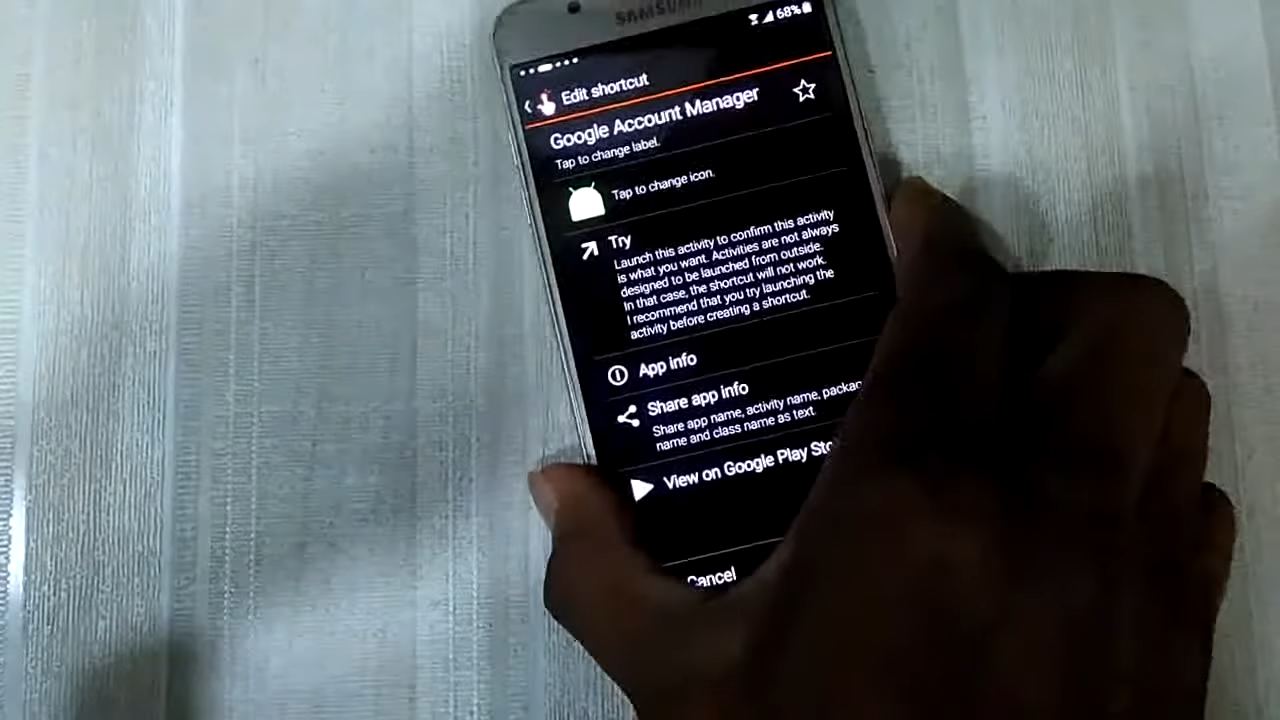 SAMSUNG
68%
Edit shortcut
Google Account Manager
Tap to change label.
Tap to change icon.
Try
Launch this activity to confirm this activity
is what you want. Activities are not always
designed to be launched from outside.
In that case, the shortcut will not work.
I recommend that you try launching the
activity before creating a shortcut.
App info
Share app info
Share app name, activity name, packag
name and class name as text.
View on Google Play Sto
Cancel